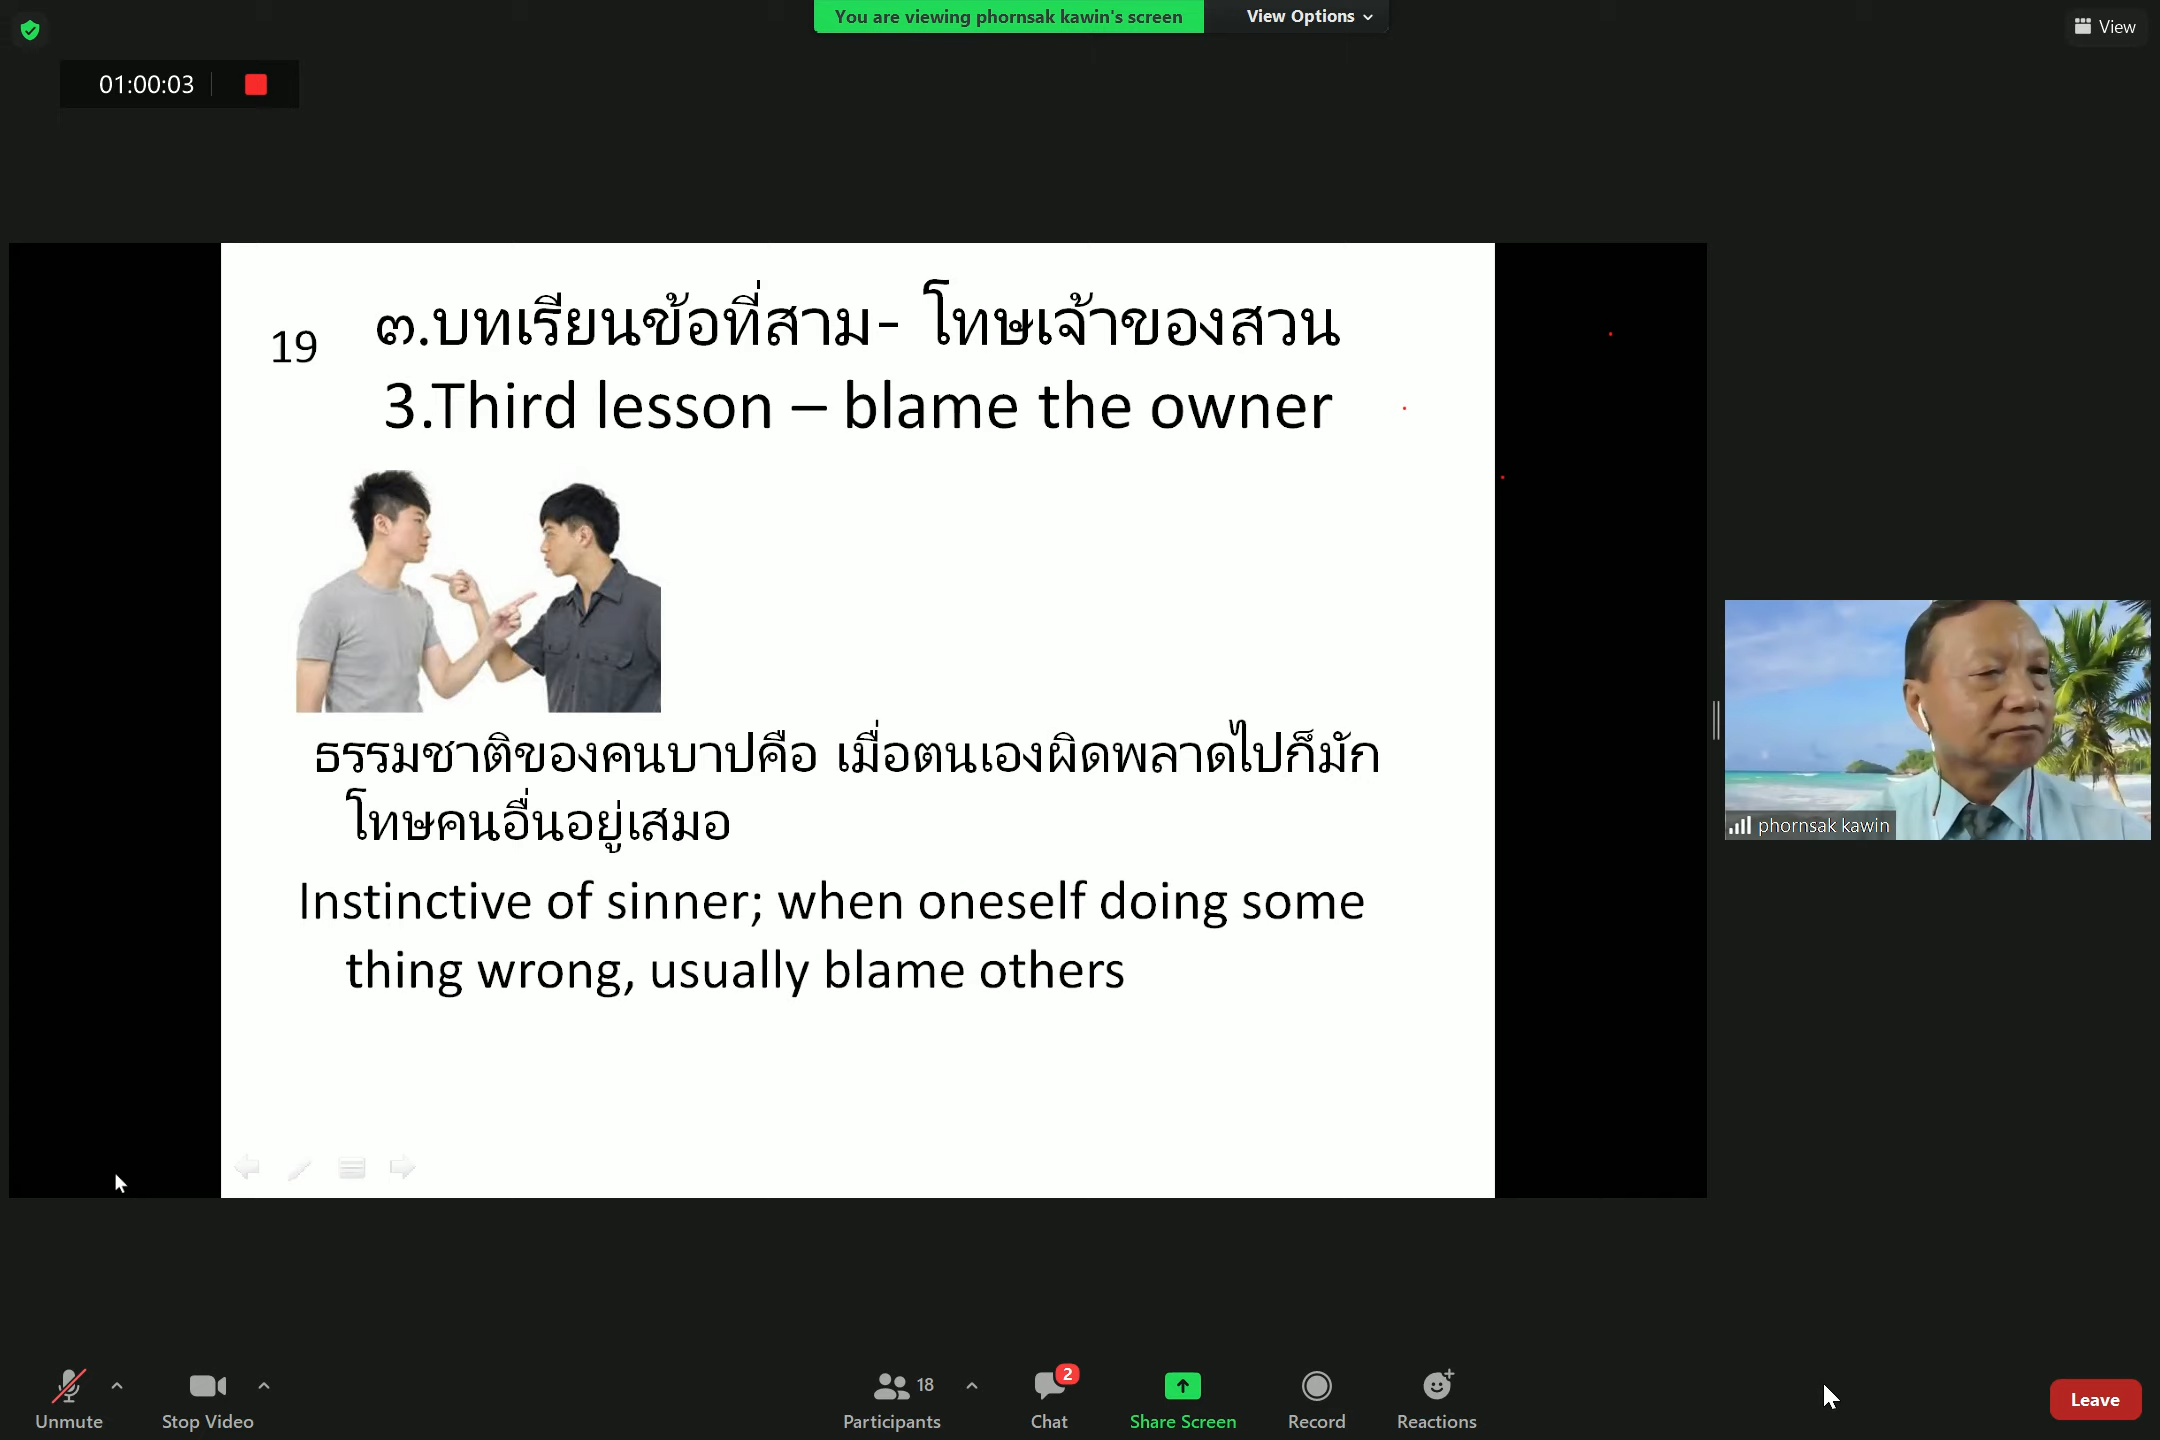 You are viewing phornsak kawin's screen
View Options
View
01:00:03
19
๓.บทเรียนข้อที่สาม- โทษเจ้าของสวน
3.Third lesson – blame the owner
ธรรมชาติของคนบาปคือ เมื่อตนเองผิดพลาดไปก็มัก
โทษคนอื่นอยู่เสมอ
Instinctive of sinner; when oneself doing some
thing wrong, usually blame others
phornsak kawin
Unmute
Stop Video
18
Participants
2
Chat
Share Screen
Record
Reactions
Leave